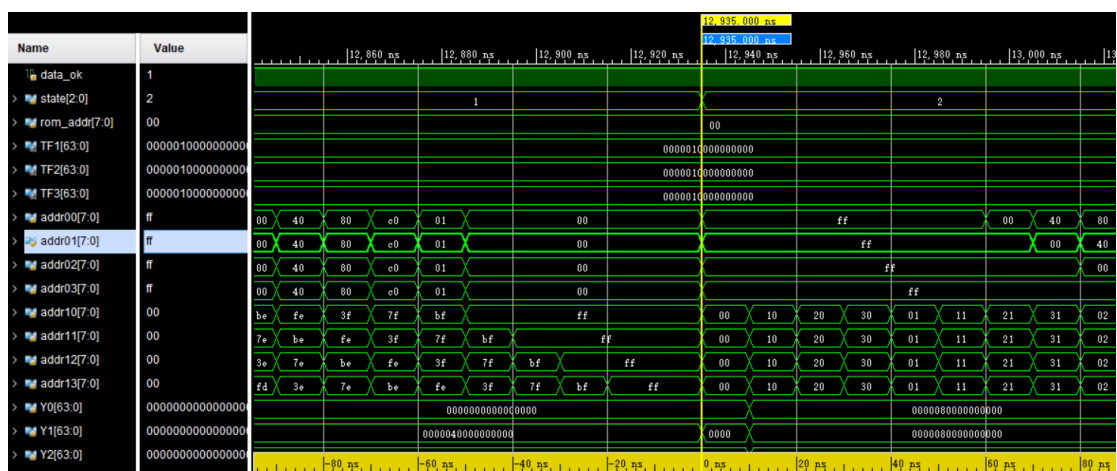 12,935.000 ns
12,935.000 ns
Name Value 12,860 ns 12,880 ns 12,900 ns 12,920 ns 12,940 ns 12,960 ns 12,980 ns 13,000 ns
data_ok 1
state[2:0] 2 1 2
rom_addr[7:0] 00 00
TF1[63:0] 0000010000000000 0000010000000000
TF2[63:0] 0000010000000000 0000010000000000
TF3[63:0] 0000010000000000 0000010000000000
addr00[7:0] ff 00 40 80 c0 01 00 ff 00 40 80
addr01[7:0] ff 00 40 80 c0 01 00 ff 00 40
addr02[7:0] ff 00 40 80 c0 01 00 ff 00
addr03[7:0] ff 00 40 80 c0 01 00 ff
addr10[7:0] 00 be fe 3f 7f bf ff 00 10 20 30 01 11 21 31 02
addr11[7:0] 00 7e be fe 3f 7f bf ff 00 10 20 30 01 11 21 31 02
addr12[7:0] 00 3e 7e be fe 3f 7f bf ff 00 10 20 30 01 11 21 31 02
addr13[7:0] 00 fd 3e 7e be fe 3f 7f bf ff 00 10 20 30 01 11 21 31 02
Y0[63:0] 0000000000000000 0000000000000000 0000080000000000
Y1[63:0] 0000000000000000 0000040000000000 0000 0000080000000000
Y2[63:0] 0000000000000000
-80 ns -60 ns -40 ns -20 ns 0 ns 20 ns 40 ns 60 ns 80 ns